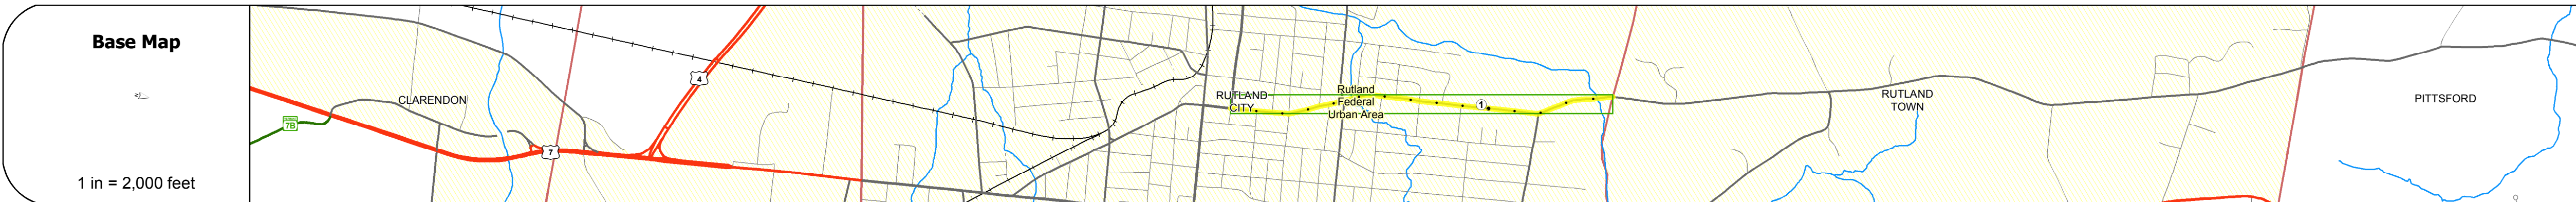 Base Map
1 in = 2,000 feet
CLARENDON
7B
7
4
RUTLAND
CITY
Rutland
Federal
Urban Area
1
RUTLAND
TOWN
PITTSFORD